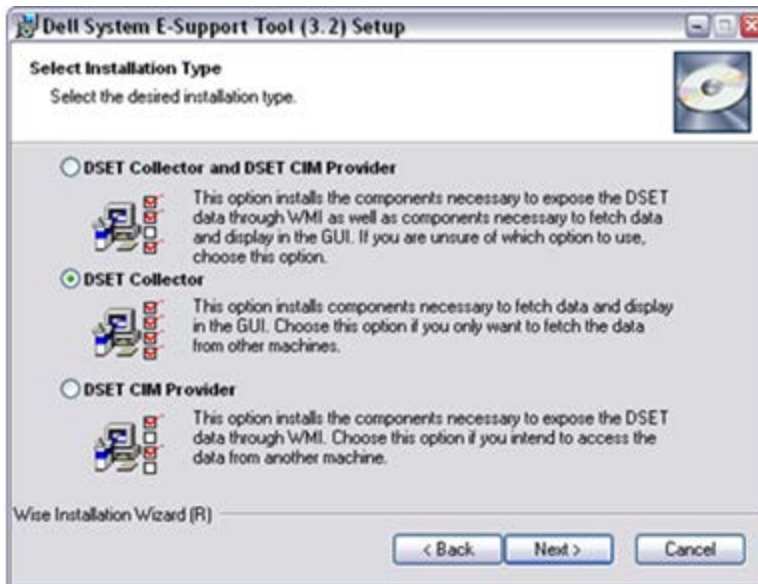 Dell System E-Support Tool (3.2) Setup
Select Installation Type
Select the desired installation type.
DSET Collector and DSET CIM Provider
This option installs the components necessary to expose the DSET
data through WMI as well as components necessary to fetch data
and display in the GUI. If you are unsure of which option to use,
choose this option.
DSET Collector
This option installs components necessary to fetch data and display
in the GUI. Choose this option if you only want to fetch the data
from other machines.
DSET CIM Provider
This option installs the components necessary to expose the DSET
data through WMI. Choose this option if you intend to access the
data from another machine.
Wise Installation Wizard (R)
< Back Next > Cancel